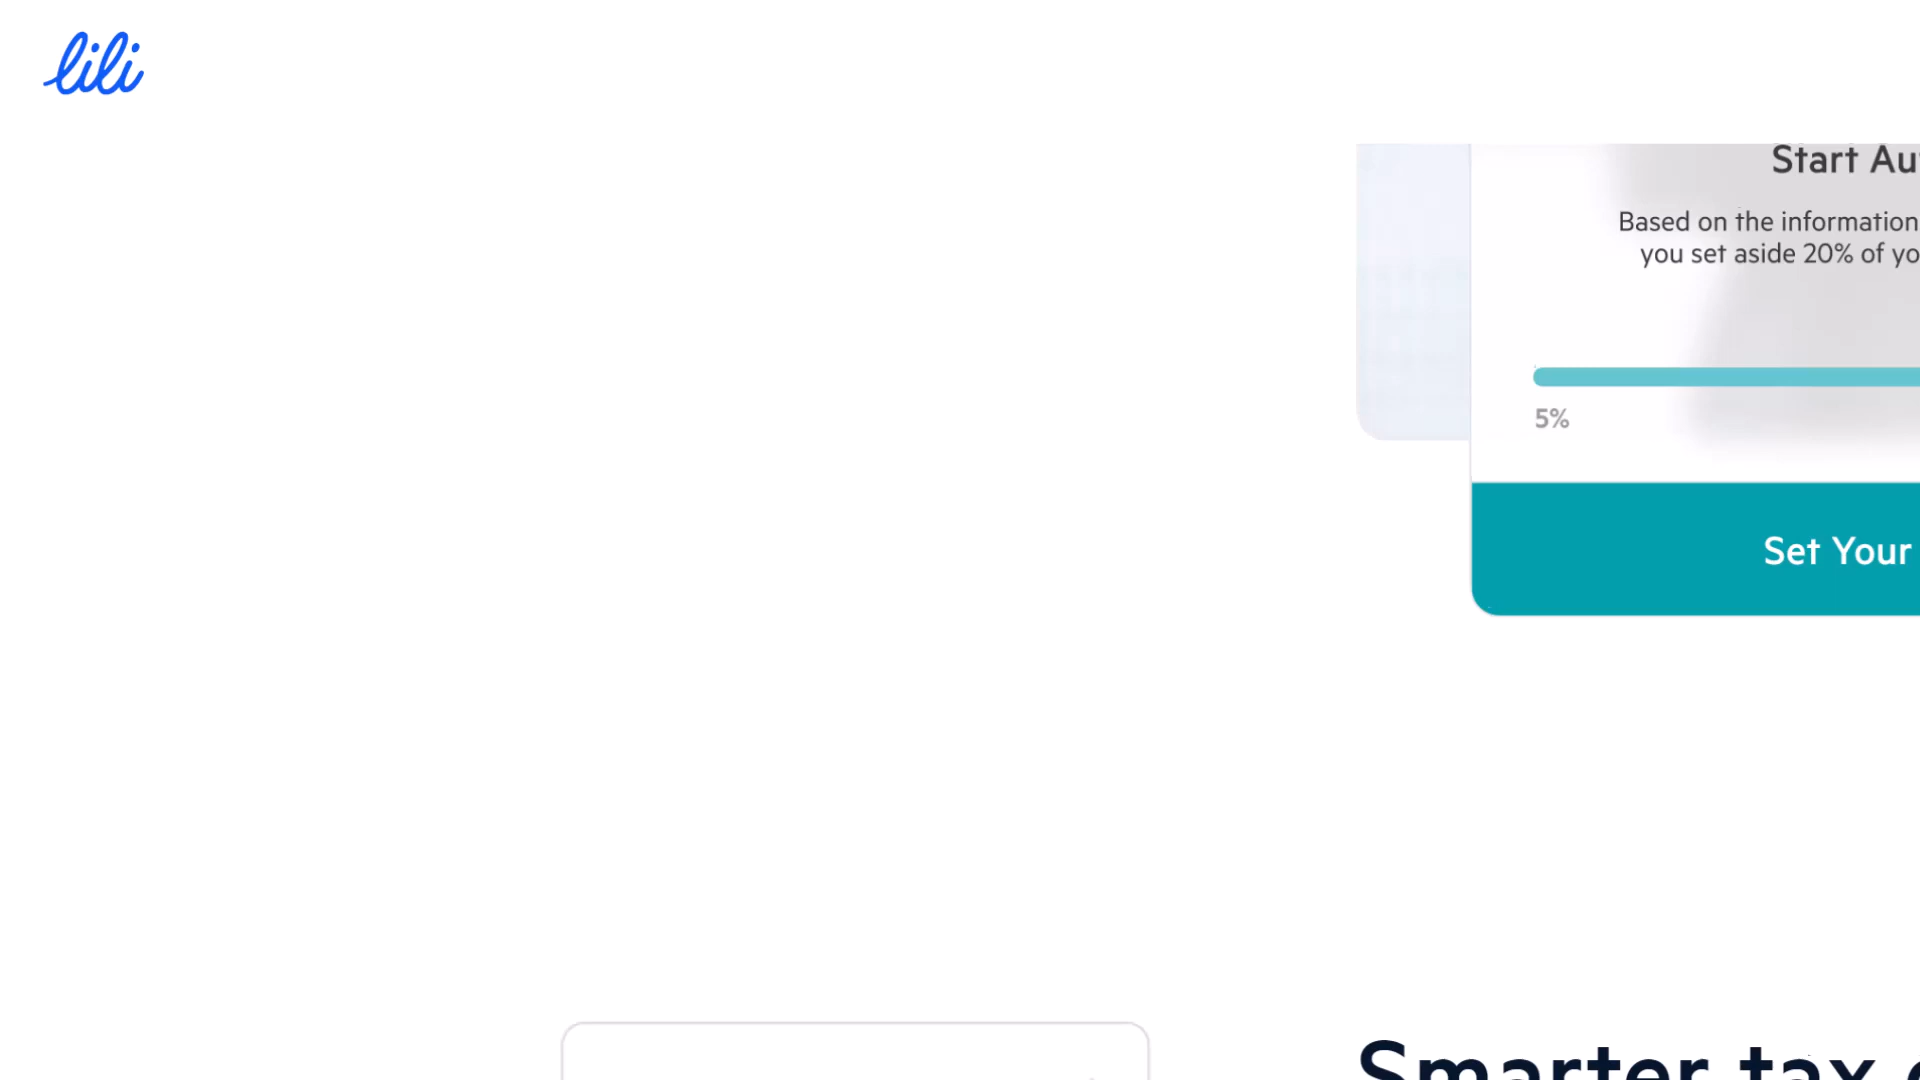 lili
Start Au
Based on the information
you set aside 20% of yo
5%
Set Your
Smarter tax